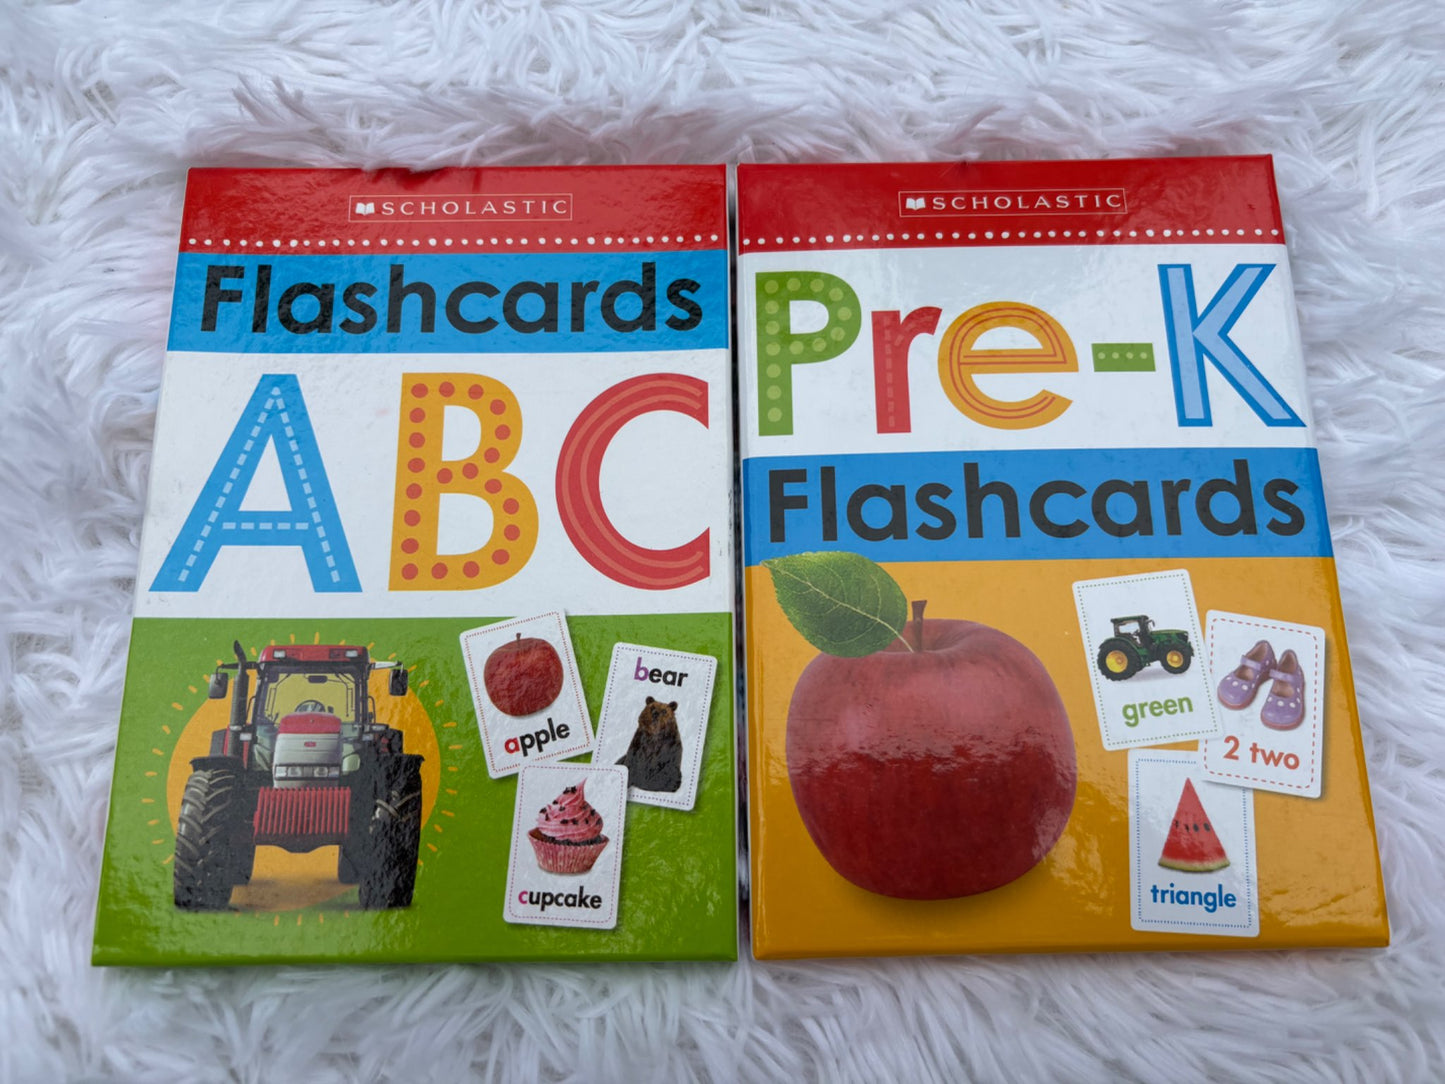 SCHOLASTIC
Flashcards
ABC
apple
bear
cupcake
SCHOLASTIC
Pre-K
Flashcards
green
2 two
triangle